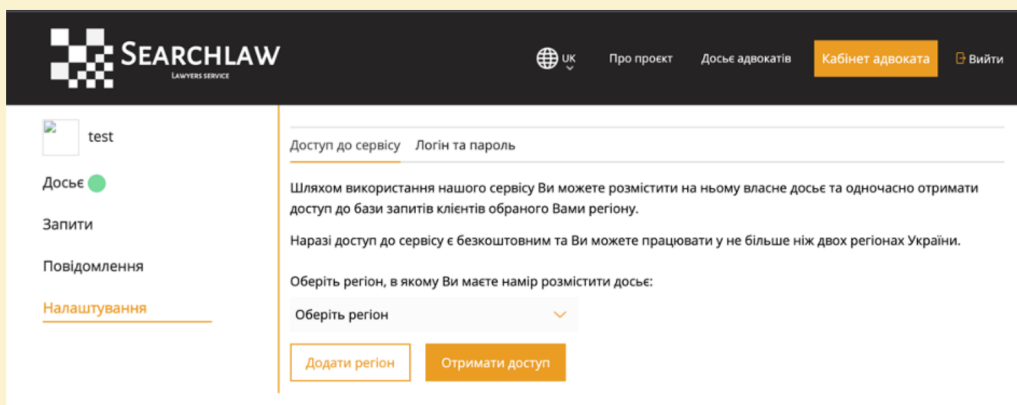 SEARCHLAW
LAWYERS SERVICE
UK
Про проєкт
Досьє адвокатів
Кабінет адвоката
Вийти
test
Досьє
Запити
Повідомлення
Налаштування
Доступ до сервісу
Логін та пароль
Шляхом використання нашого сервісу Ви можете розмістити на ньому власне досьє та одночасно отримати
доступ до бази запитів клієнтів обраного Вами регіону.
Наразі доступ до сервісу є безкоштовним та Ви можете працювати у не більше ніж двох регіонах України.
Оберіть регіон, в якому Ви маєте намір розмістити досьє:
Оберіть регіон
Додати регіон
Отримати доступ